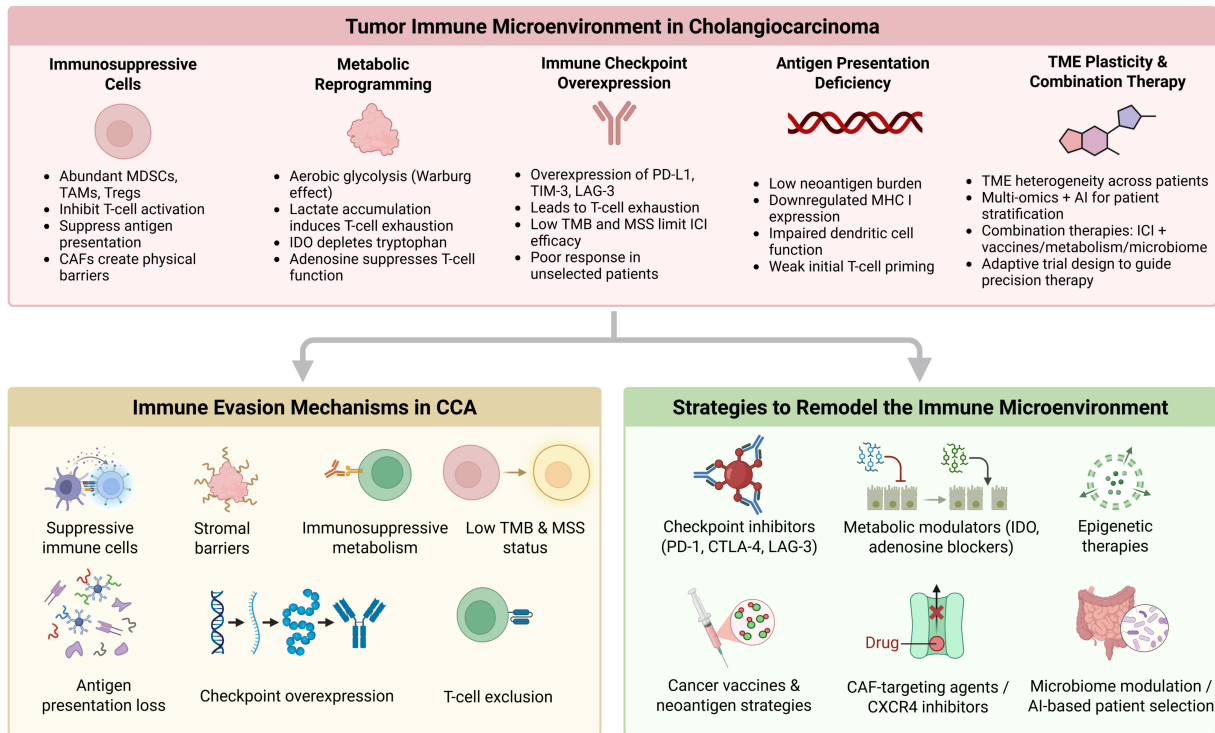 Tumor Immune Microenvironment in Cholangiocarcinoma
Immunosuppressive
Cells
• Abundant MDSCs,
TAMs, Tregs
• Inhibit T-cell activation
• Suppress antigen
presentation
• CAFs create physical
barriers
Metabolic
Reprogramming
• Aerobic glycolysis (Warburg
effect)
• Lactate accumulation
induces T-cell exhaustion
• IDO depletes tryptophan
• Adenosine suppresses T-cell
function
Immune Checkpoint
Overexpression
• Overexpression of PD-L1,
TIM-3, LAG-3
• Leads to T-cell exhaustion
• Low TMB and MSS limit ICI
efficacy
• Poor response in
unselected patients
Antigen Presentation
Deficiency
• Low neoantigen burden
• Downregulated MHC I
expression
• Impaired dendritic cell
function
• Weak initial T-cell priming
TME Plasticity &
Combination Therapy
• TME heterogeneity across patients
• Multi-omics + AI for patient
stratification
• Combination therapies: ICI +
vaccines/metabolism/microbiome
• Adaptive trial design to guide
precision therapy
Immune Evasion Mechanisms in CCA
Suppressive
immune cells
Stromal
barriers
Immunosuppressive
metabolism
Low TMB & MSS
status
Antigen
presentation loss
Checkpoint overexpression
T-cell exclusion
Strategies to Remodel the Immune Microenvironment
Checkpoint inhibitors
(PD-1, CTLA-4, LAG-3)
Metabolic modulators (IDO,
adenosine blockers)
Epigenetic
therapies
Cancer vaccines &
neoantigen strategies
Drug
CAF-targeting agents /
CXCR4 inhibitors
Microbiome modulation /
AI-based patient selection